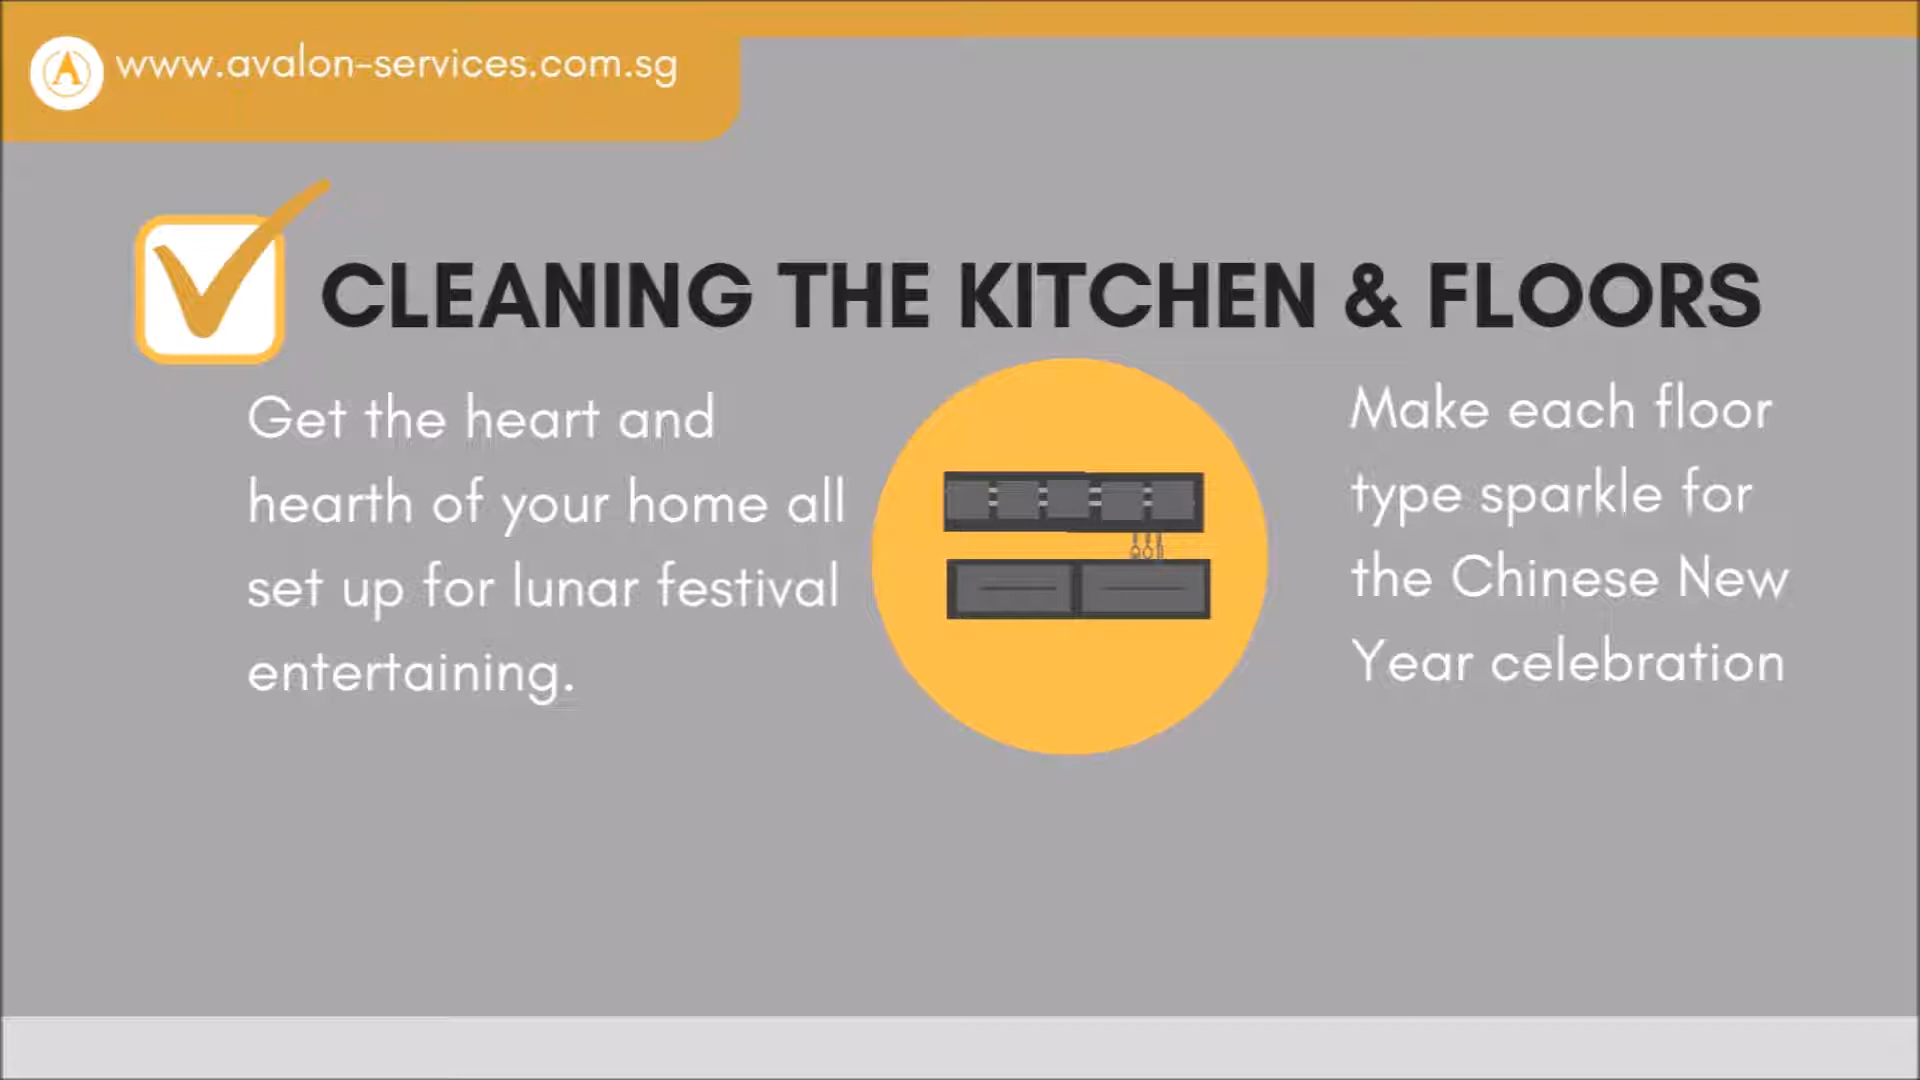 www.avalon-services.com.sg
CLEANING THE KITCHEN & FLOORS
Get the heart and
hearth of your home all
set up for lunar festival
entertaining.
Make each floor
type sparkle for
the Chinese New
Year celebration